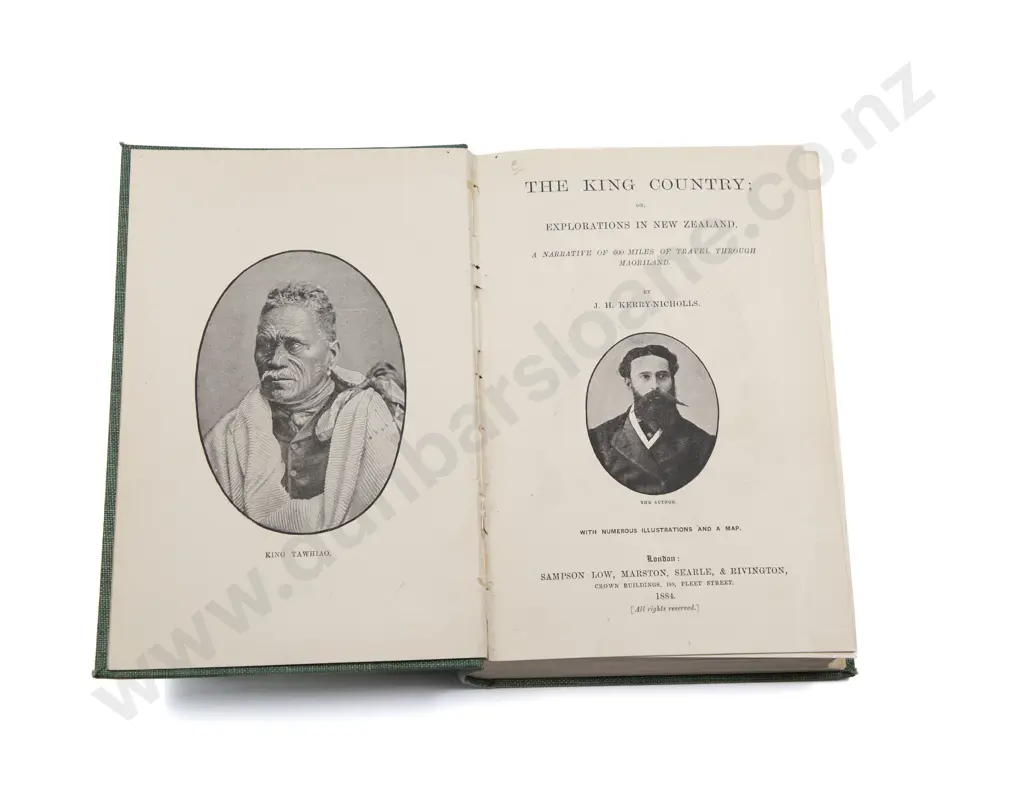 KING TAWHIAO.
THE KING COUNTRY;
OR,
EXPLORATIONS IN NEW ZEALAND.
A NARRATIVE OF 600 MILES OF TRAVEL THROUGH
MAORILAND.
BY
J. H. KERRY-NICHOLLS.
THE AUTHOR.
WITH NUMEROUS ILLUSTRATIONS AND A MAP.
London:
SAMPSON LOW, MARSTON, SEARLE, & RIVINGTON,
CROWN BUILDINGS, 188, FLEET STREET.
1884.
[All rights reserved.]
www.dunbarsloane.co.nz